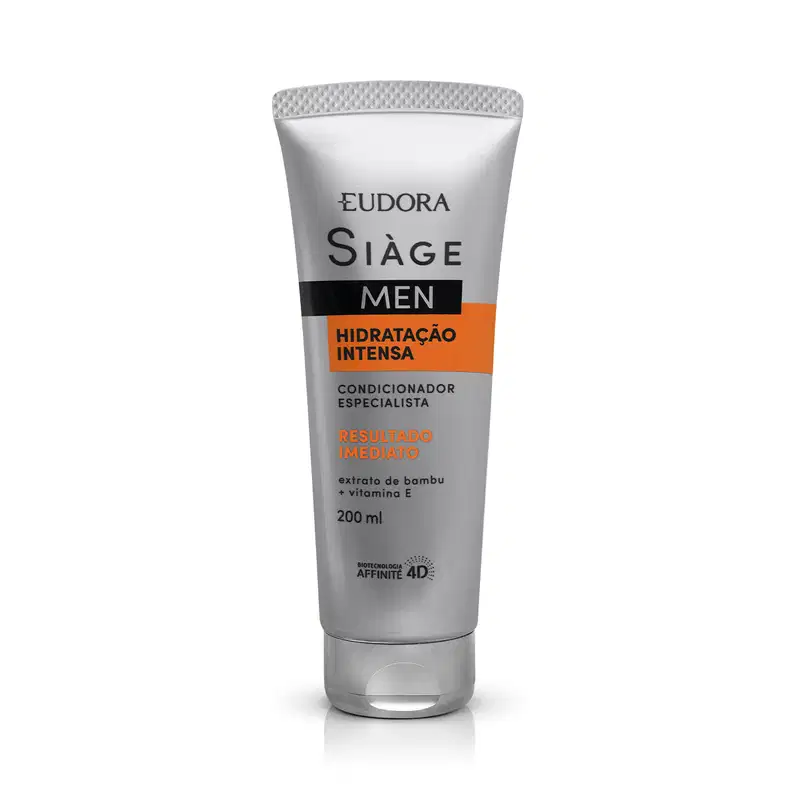 EUDORA
SIÀGE
MEN
HIDRATAÇÃO
INTENSA
CONDICIONADOR
ESPECIALISTA
RESULTADO
IMEDIATO
extrato de bambu
+ vitamina E
200 ml
BIOTECNOLOGIA
AFFINITÉ 4D